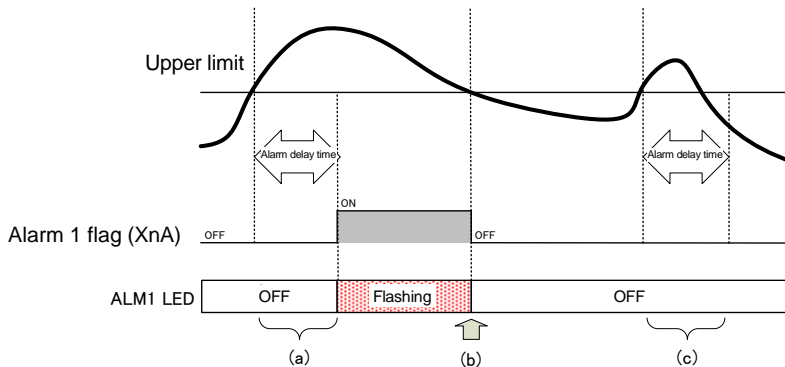 Upper limit
Alarm delay time
Alarm delay time
ON
Alarm 1 flag (XnA)
OFF
OFF
ALM1 LED
OFF
Flashing
OFF
(a)
(b)
(c)